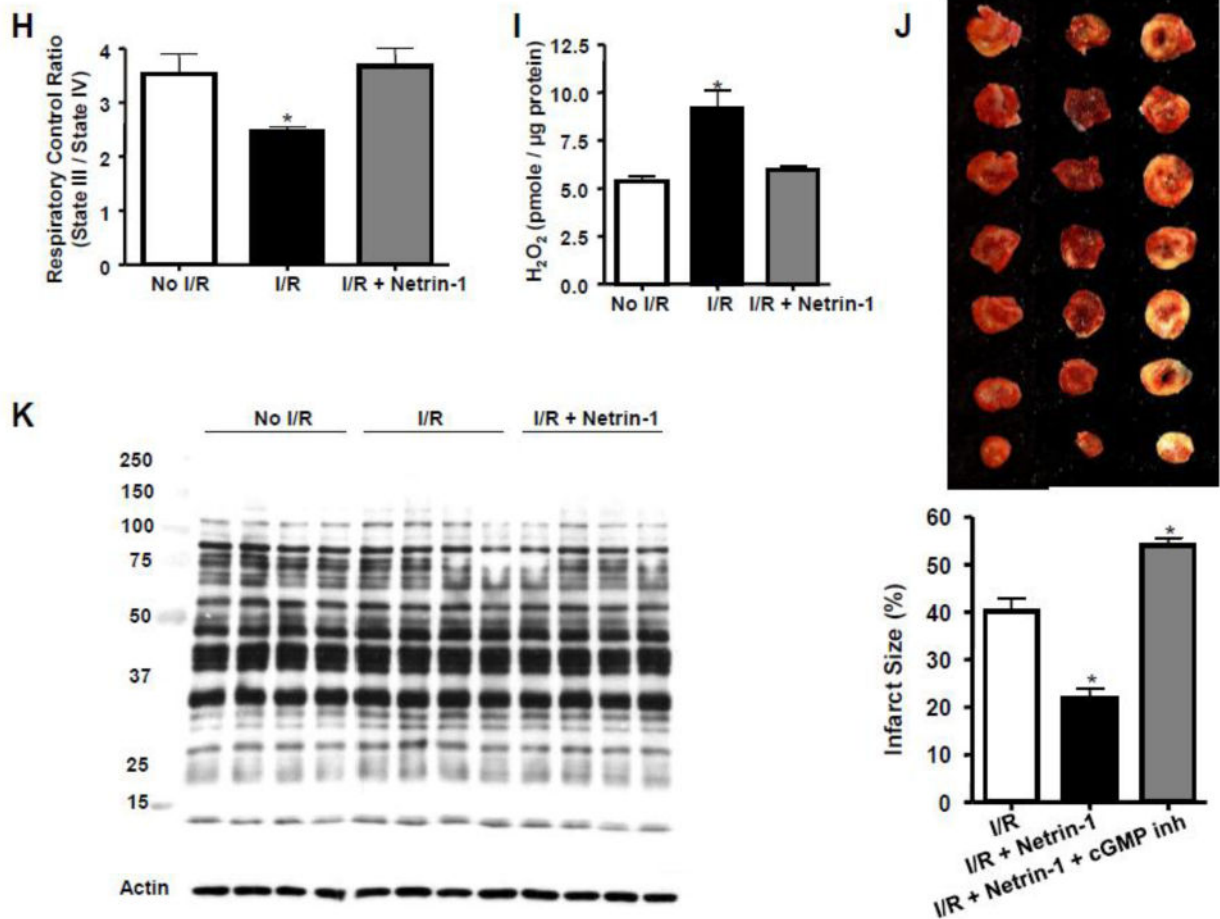 H
Respiratory Control Ratio
(State III / State IV)
4
3
2
1
0
*
No I/R
I/R
I/R + Netrin-1
I
H₂O₂ (pmole / µg protein)
12.5
10.0
7.5
5.0
2.5
0.0
*
No I/R
I/R
I/R + Netrin-1
J
Infarct Size (%)
60
50
40
30
20
10
0
*
*
I/R
I/R + Netrin-1
I/R + Netrin-1 + cGMP inh
K
No I/R
I/R
I/R + Netrin-1
250
150
100
75
50
37
25
15
Actin